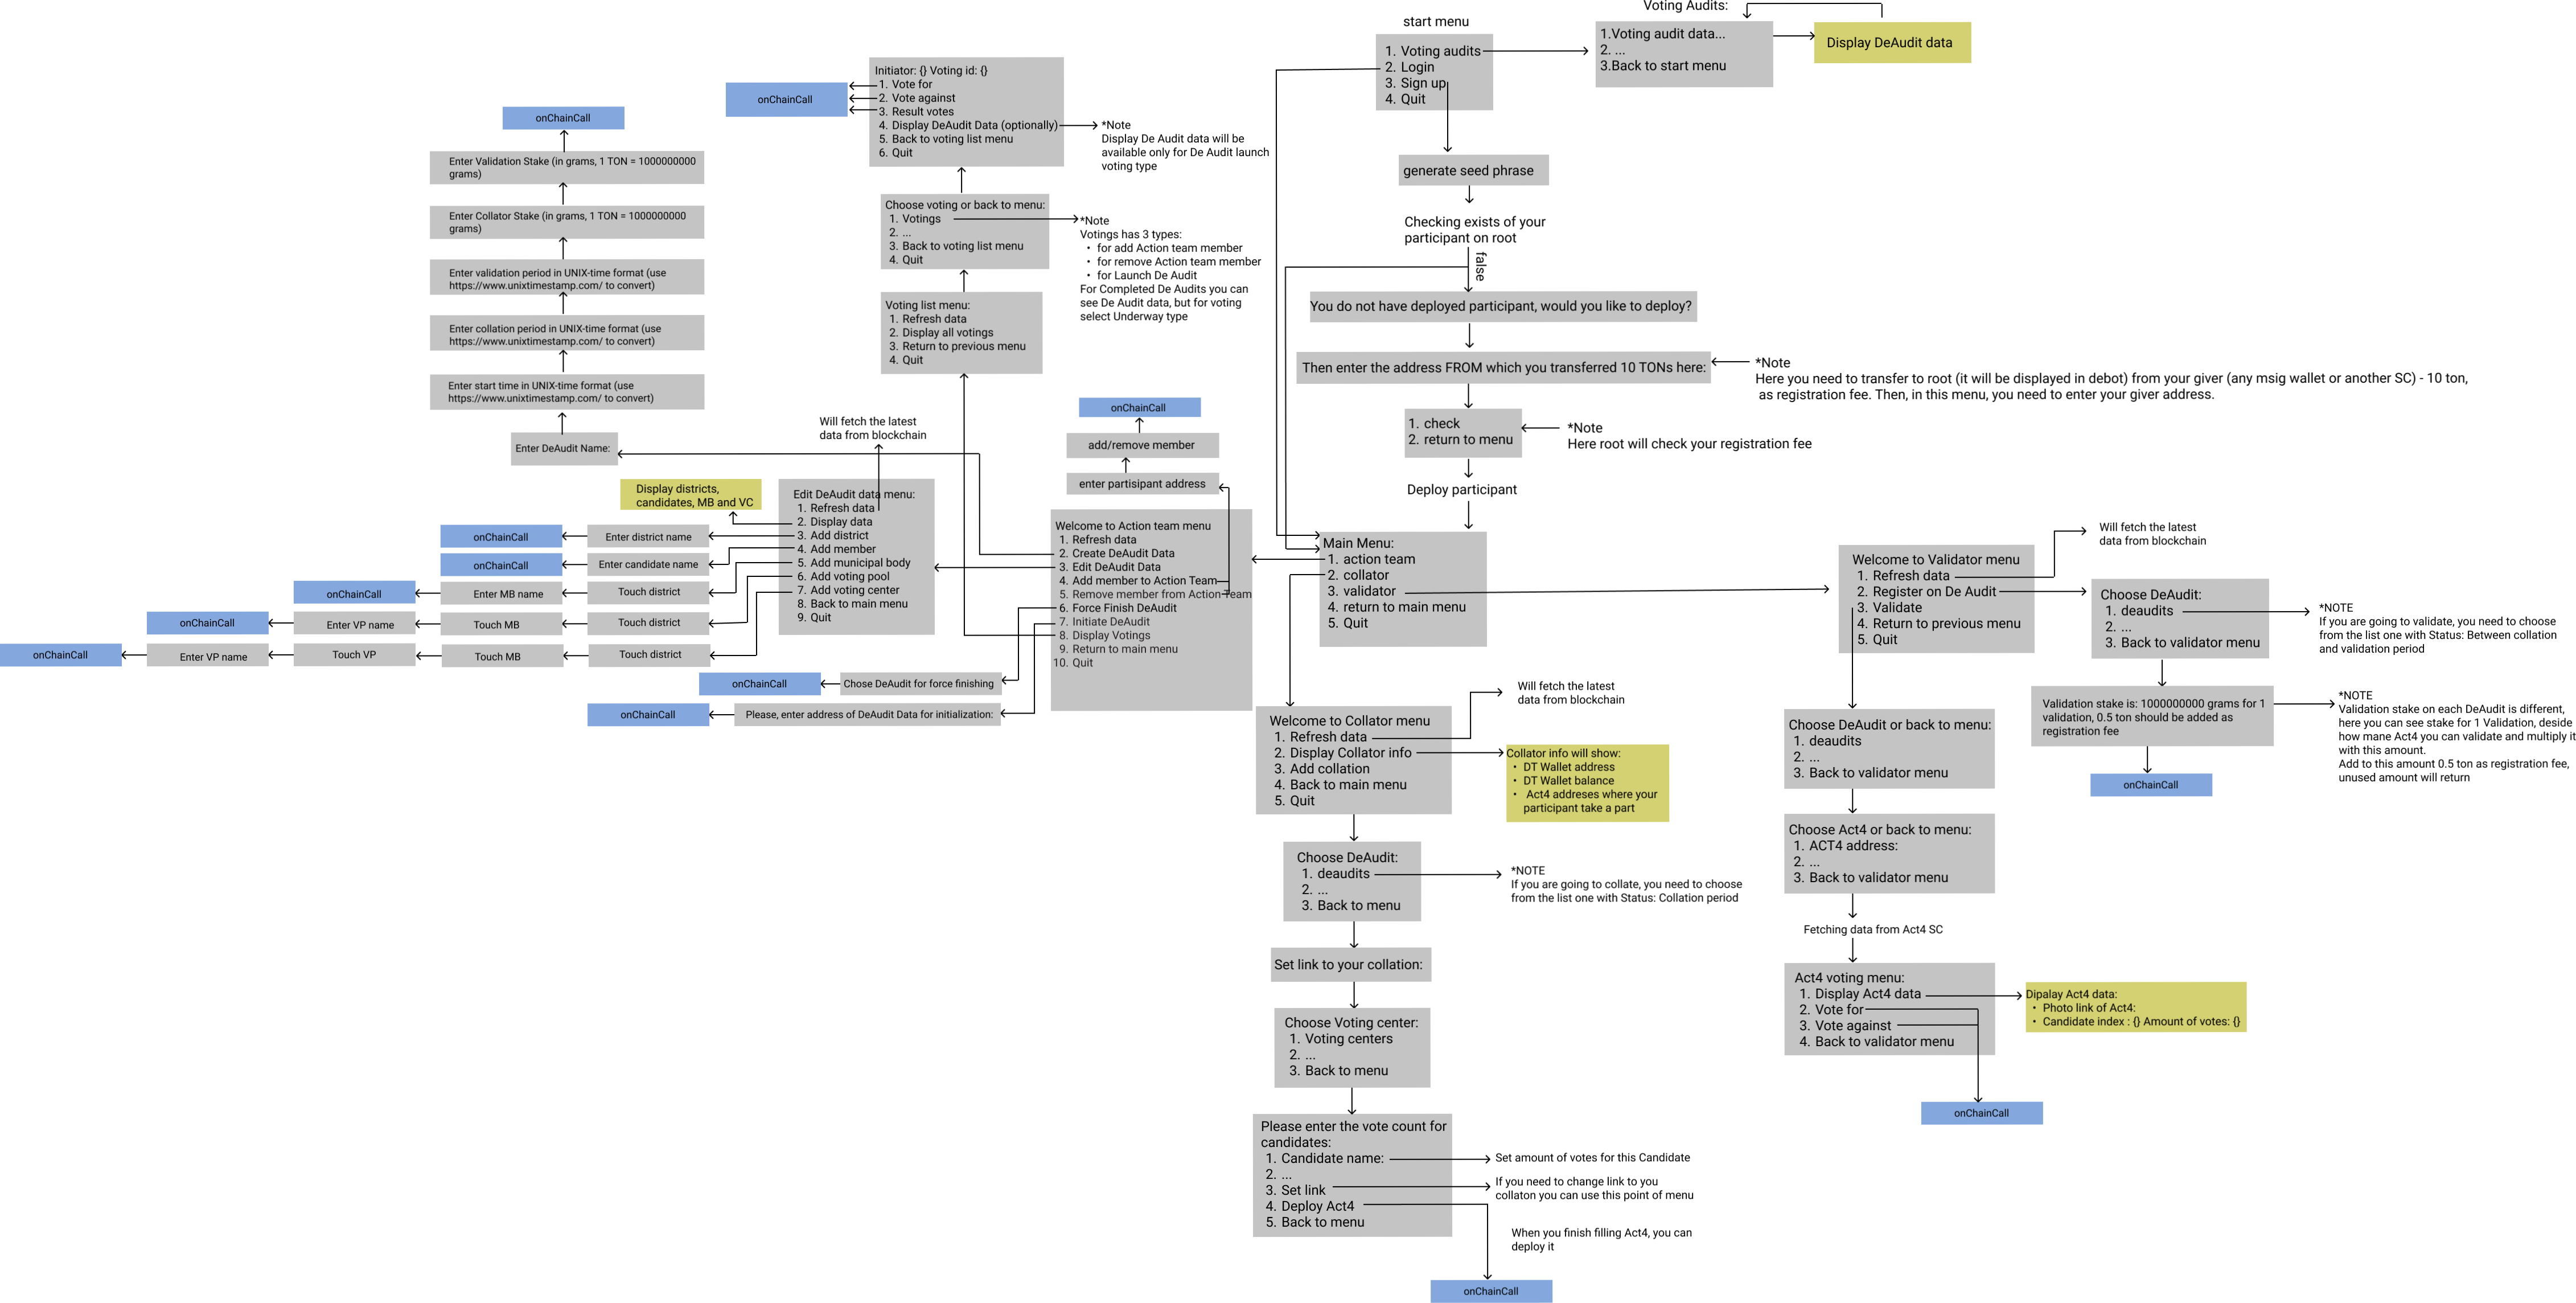 Voting Audits:
start menu
1. Voting audits
2. Login
3. Sign up
4. Quit
1.Voting audit data...
2. ...
3.Back to start menu
Display DeAudit data
generate seed phrase
Checking exists of your
participant on root
false
You do not have deployed participant, would you like to deploy?
Then enter the address FROM which you transferred 10 TONs here:
*Note
Here you need to transfer to root (it will be displayed in debot) from your giver (any msig wallet or another SC) - 10 ton,
as registration fee. Then, in this menu, you need to enter your giver address.
1. check
2. return to menu
*Note
Here root will check your registration fee
Deploy participant
Main Menu:
1. action team
2. collator
3. validator
4. return to main menu
5. Quit
Initiator: {} Voting id: {}
1. Vote for
2. Vote against
3. Result votes
4. Display DeAudit Data (optionally)
5. Back to voting list menu
6. Quit
onChainCall
*Note
Display De Audit data will be
available only for De Audit launch
voting type
Choose voting or back to menu:
1. Votings
2. ...
3. Back to voting list menu
4. Quit
*Note
Votings has 3 types:
• for add Action team member
• for remove Action team member
• for Launch De Audit
For Completed De Audits you can
see De Audit data, but for voting
select Underway type
Voting list menu:
1. Refresh data
2. Display all votings
3. Return to previous menu
4. Quit
onChainCall
Enter Validation Stake (in grams, 1 TON = 1000000000
grams)
Enter Collator Stake (in grams, 1 TON = 1000000000
grams)
Enter validation period in UNIX-time format (use
https://www.unixtimestamp.com/ to convert)
Enter collation period in UNIX-time format (use
https://www.unixtimestamp.com/ to convert)
Enter start time in UNIX-time format (use
https://www.unixtimestamp.com/ to convert)
Enter DeAudit Name:
Will fetch the latest
data from blockchain
onChainCall
add/remove member
enter partisipant address
Welcome to Action team menu
1. Refresh data
2. Create DeAudit Data
3. Edit DeAudit Data
4. Add member to Action Team
5. Remove member from Action Team
6. Force Finish DeAudit
7. Initiate DeAudit
8. Display Votings
9. Return to main menu
10. Quit
Edit DeAudit data menu:
1. Refresh data
2. Display data
3. Add district
4. Add member
5. Add municipal body
6. Add voting pool
7. Add voting center
8. Back to main menu
9. Quit
Display districts,
candidates, MB and VC
onChainCall
Enter district name
onChainCall
Enter candidate name
onChainCall
Enter MB name
Touch district
onChainCall
Enter VP name
Touch MB
Touch district
onChainCall
Enter VP name
Touch VP
Touch MB
Touch district
onChainCall
Chose DeAudit for force finishing
onChainCall
Please, enter address of DeAudit Data for initialization:
Welcome to Collator menu
1. Refresh data
2. Display Collator info
3. Add collation
4. Back to main menu
5. Quit
Will fetch the latest
data from blockchain
Collator info will show:
• DT Wallet address
• DT Wallet balance
• Act4 addreses where your
participant take a part
Choose DeAudit:
1. deaudits
2. ...
3. Back to menu
*NOTE
If you are going to collate, you need to choose
from the list one with Status: Collation period
Set link to your collation:
Choose Voting center:
1. Voting centers
2. ...
3. Back to menu
Please enter the vote count for
candidates:
1. Candidate name:
2. ...
3. Set link
4. Deploy Act4
5. Back to menu
Set amount of votes for this Candidate
If you need to change link to you
collaton you can use this point of menu
When you finish filling Act4, you can
deploy it
onChainCall
Welcome to Validator menu
1. Refresh data
2. Register on De Audit
3. Validate
4. Return to previous menu
5. Quit
Will fetch the latest
data from blockchain
Choose DeAudit:
1. deaudits
2. ...
3. Back to validator menu
*NOTE
If you are going to validate, you need to choose
from the list one with Status: Between collation
and validation period
Validation stake is: 1000000000 grams for 1
validation, 0.5 ton should be added as
registration fee
*NOTE
Validation stake on each DeAudit is different,
here you can see stake for 1 Validation, deside
how mane Act4 you can validate and multiply it
with this amount.
Add to this amount 0.5 ton as registration fee,
unused amount will return
onChainCall
Choose DeAudit or back to menu:
1. deaudits
2. ...
3. Back to validator menu
Choose Act4 or back to menu:
1. ACT4 address:
2. ...
3. Back to validator menu
Fetching data from Act4 SC
Act4 voting menu:
1. Display Act4 data
2. Vote for
3. Vote against
4. Back to validator menu
Dipalay Act4 data:
• Photo link of Act4:
• Candidate index : {} Amount of votes: {}
onChainCall